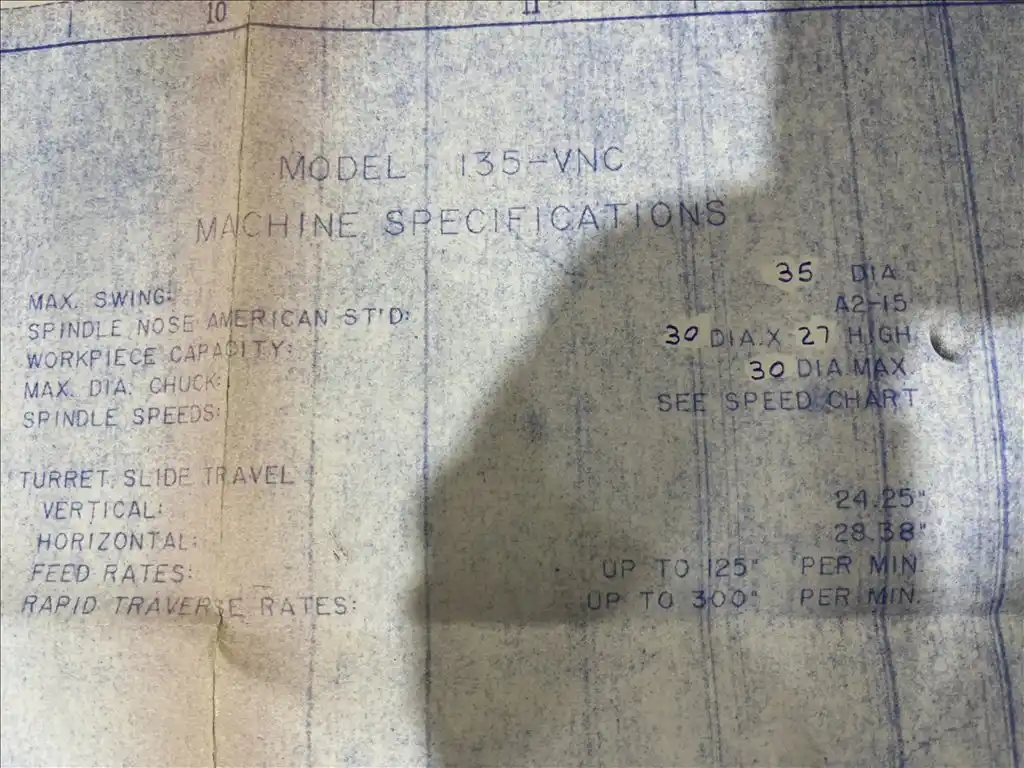 10 11
MODEL 135-VNC
MACHINE SPECIFICATIONS
MAX. SWING: 35 DIA
SPINDLE NOSE AMERICAN ST'D: A2-15
WORKPIECE CAPACITY: 30 DIA. X 27 HIGH
MAX. DIA. CHUCK: 30 DIA. MAX.
SPINDLE SPEEDS: SEE SPEED CHART
TURRET SLIDE TRAVEL
VERTICAL: 24.25"
HORIZONTAL: 28.38"
FEED RATES: UP TO 125" PER MIN.
RAPID TRAVERSE RATES: UP TO 300" PER MIN.